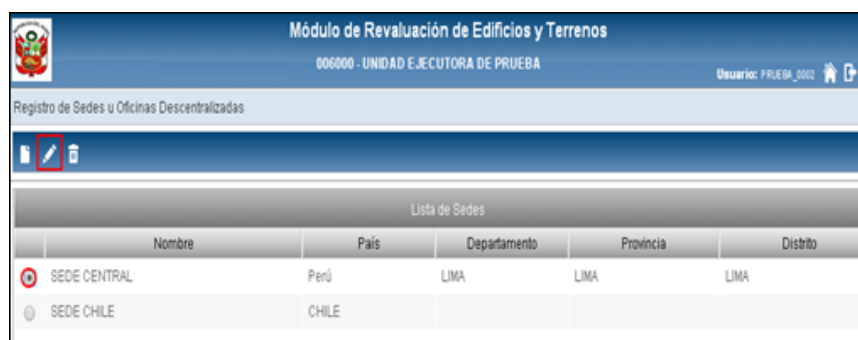 Módulo de Revaluación de Edificios y Terrenos
006000 - UNIDAD EJECUTORA DE PRUEBA
Usuario: PRUEBA_0002
Registro de Sedes u Oficinas Descentralizadas
Lista de Sedes
Nombre País Departamento Provincia Distrito
SEDE CENTRAL Perú LIMA LIMA LIMA
SEDE CHILE CHILE